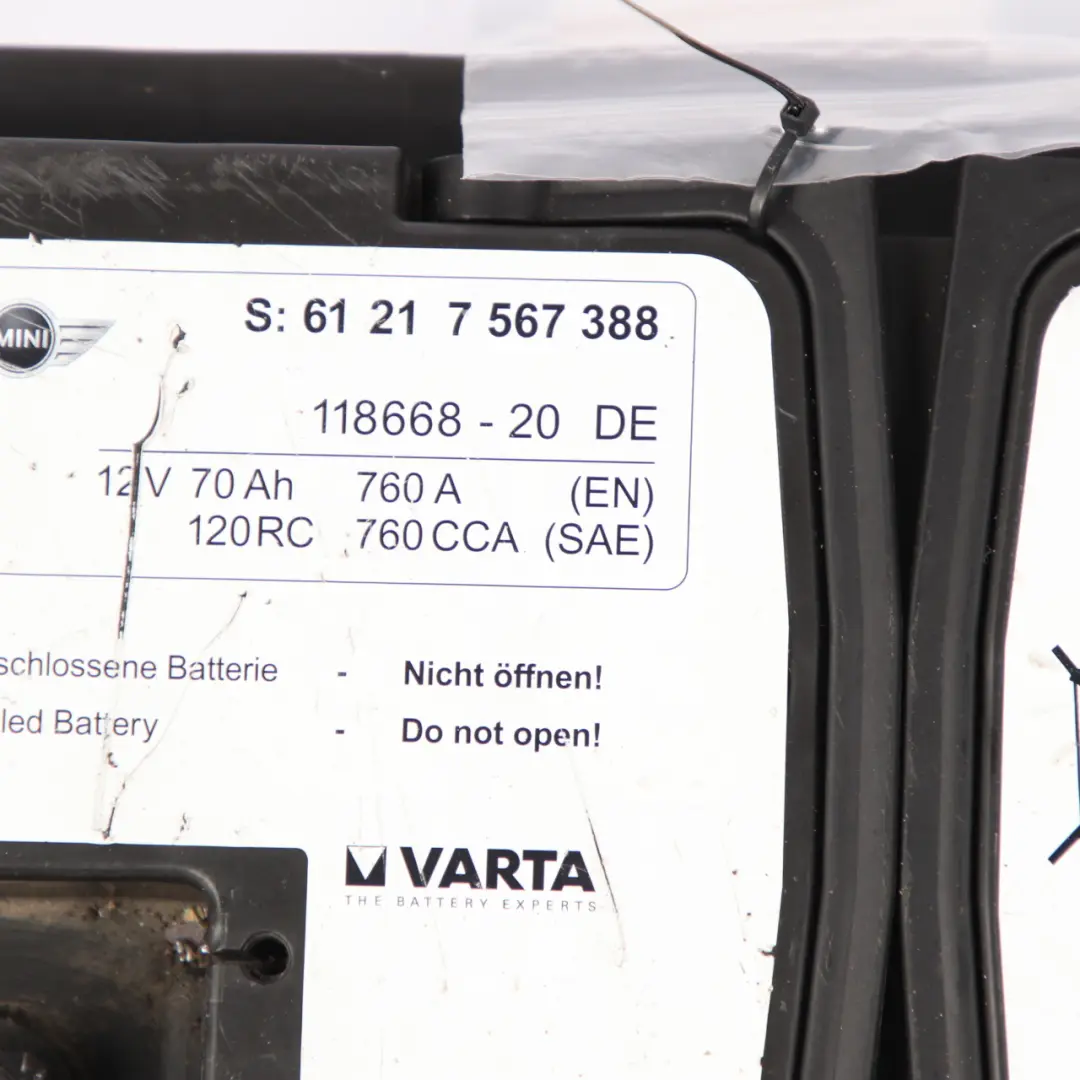 MINI
S: 61 21 7 567 388
118668 - 20 DE
12V 70 Ah 760 A (EN)
120RC 760 CCA (SAE)
schlossene Batterie - Nicht öffnen!
led Battery - Do not open!
VARTA
THE BATTERY EXPERTS